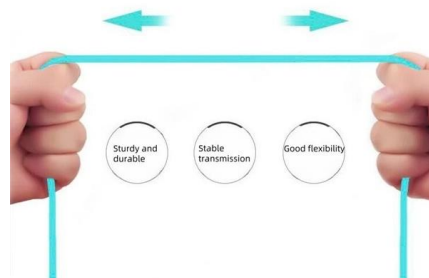 Sturdy and
durable
Stable
transmission
Good flexibility